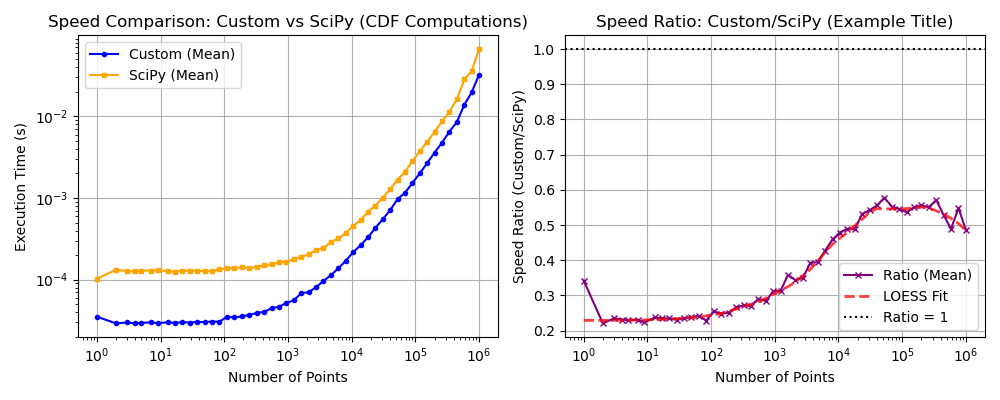 Speed Comparison: Custom vs SciPy (CDF Computations)
Custom (Mean)
SciPy (Mean)
Execution Time (s)
10⁻²
10⁻³
10⁻⁴
10⁰ 10¹ 10² 10³ 10⁴ 10⁵ 10⁶
Number of Points
Speed Ratio: Custom/SciPy (Example Title)
Speed Ratio (Custom/SciPy)
1.0
0.9
0.8
0.7
0.6
0.5
0.4
0.3
0.2
Ratio (Mean)
LOESS Fit
Ratio = 1
10⁰ 10¹ 10² 10³ 10⁴ 10⁵ 10⁶
Number of Points